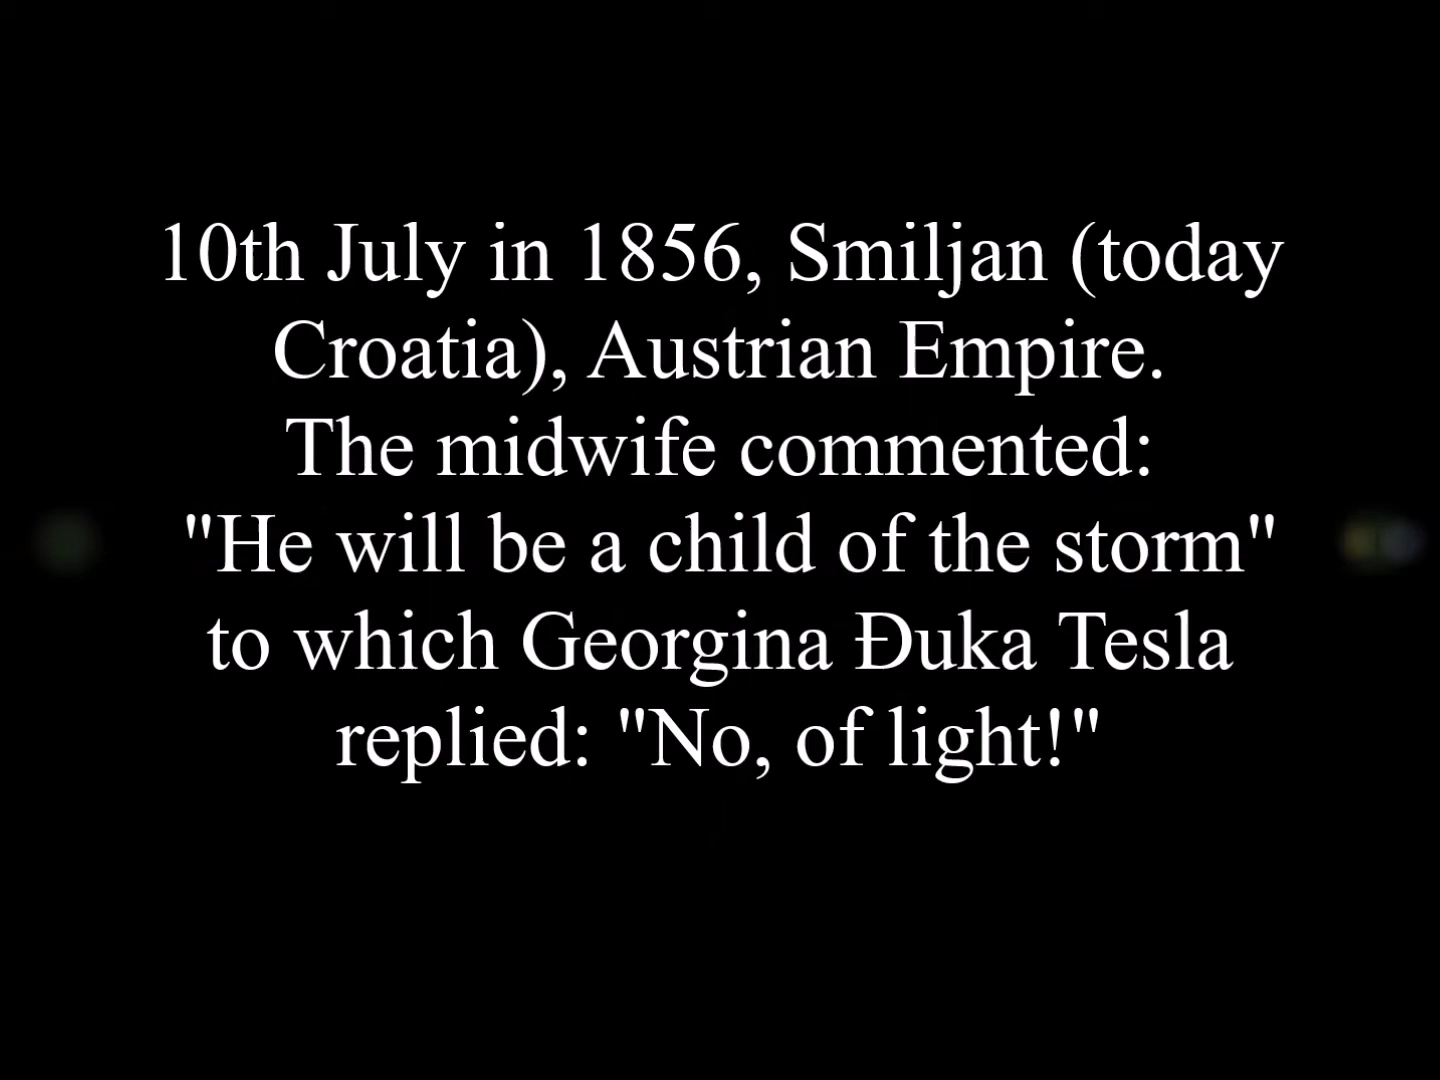 10th July in 1856, Smiljan (today
Croatia), Austrian Empire.
The midwife commented:
"He will be a child of the storm"
to which Georgina Đuka Tesla
replied: "No, of light!"